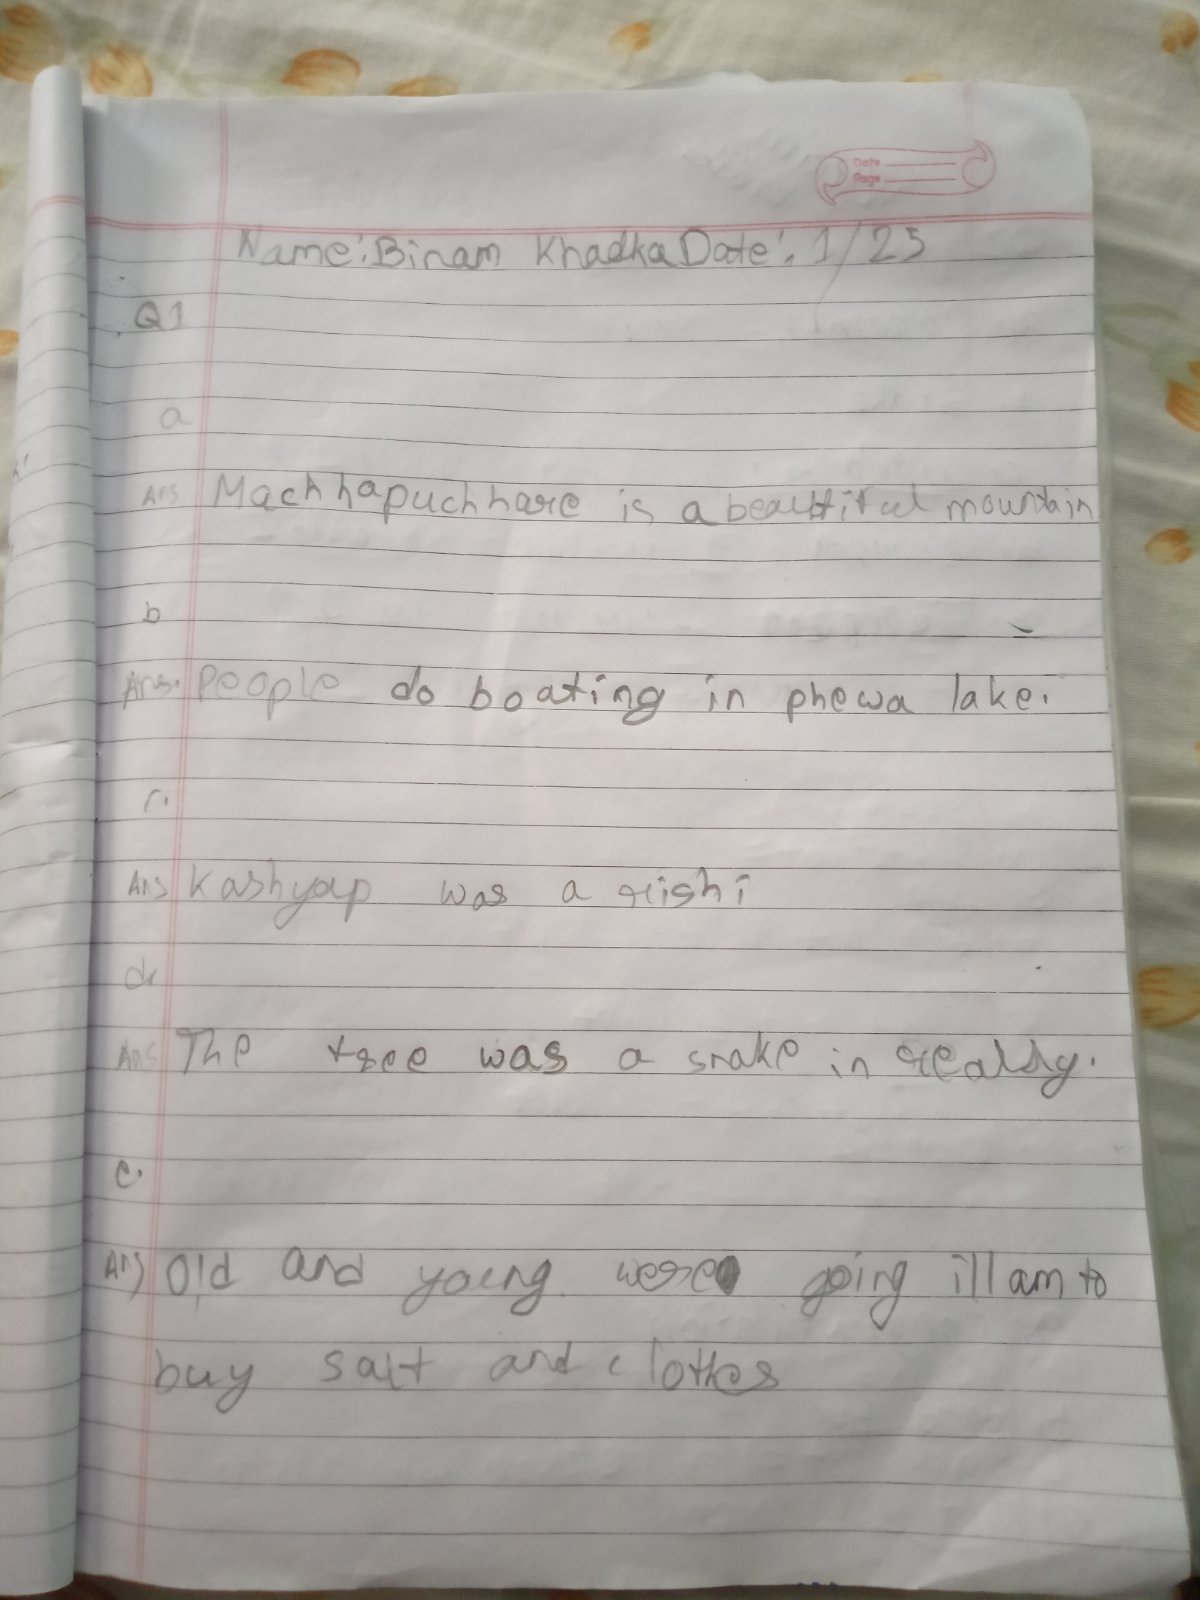 Date
Page
Name: Binam Khadka Date: 1/25
Q1
a
Ans Machhapuchhare is a beautiful mountain
b
Ans. People do boating in phewa lake.
c.
Ans Kashyap was a rishi
d.
Ans The tree was a snake in realty.
e.
Ans Old and young were going illam to
buy salt and clothes